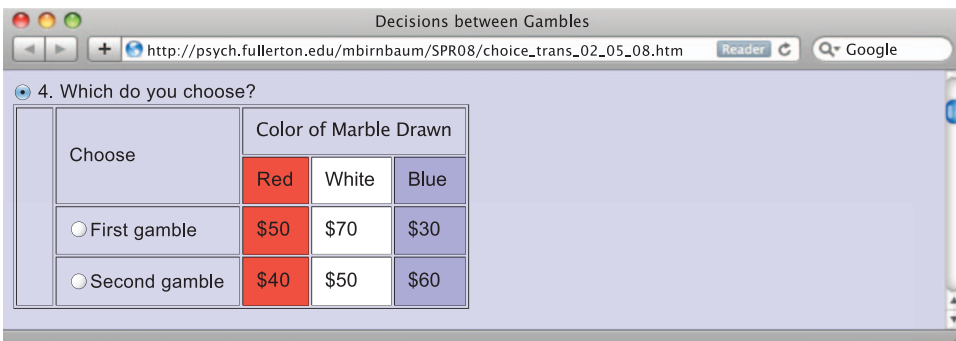 Decisions between Gambles
+ http://psych.fullerton.edu/mbirnbaum/SPR08/choice_trans_02_05_08.htm Reader Google
4. Which do you choose?
Choose Color of Marble Drawn
Red White Blue
First gamble $50 $70 $30
Second gamble $40 $50 $60